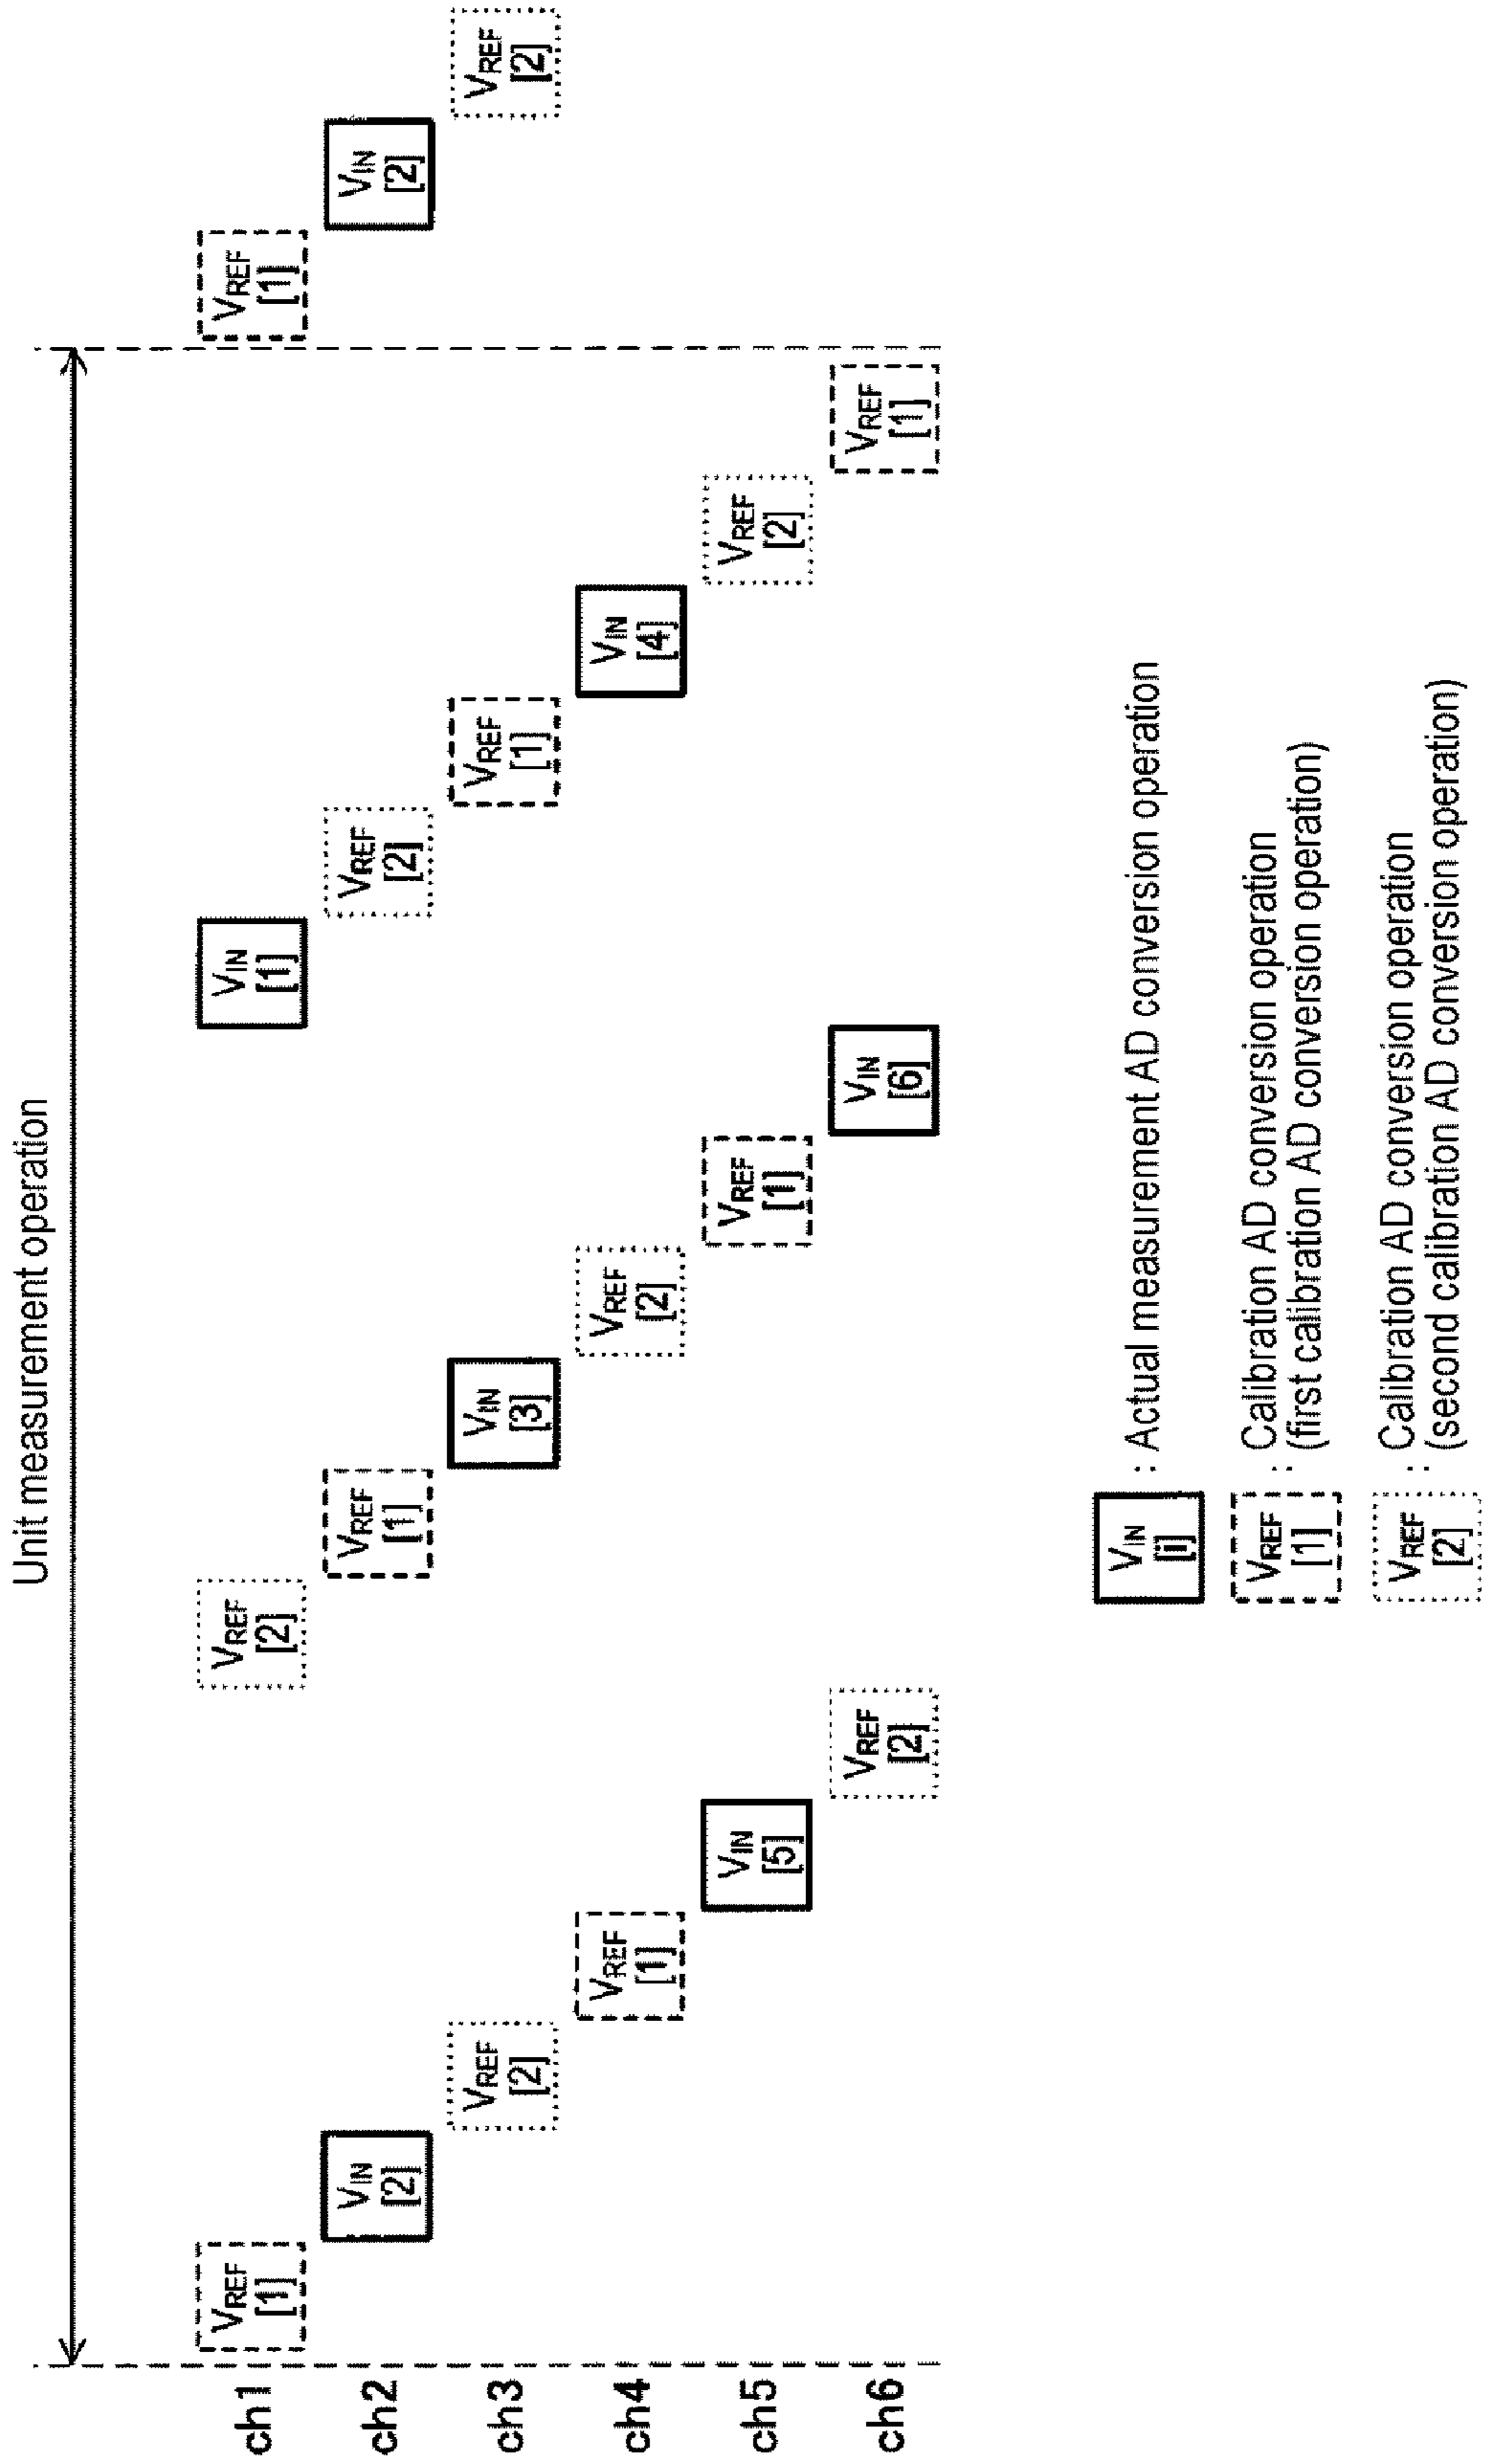 Unit measurement operation
ch1
VREF
[1]
VREF
[2]
VIN
[1]
VREF
[1]
ch2
VIN
[2]
VREF
[1]
VREF
[2]
VIN
[2]
ch3
VREF
[2]
VIN
[3]
VREF
[1]
VREF
[2]
ch4
VREF
[1]
VREF
[2]
VIN
[4]
ch5
VIN
[5]
VREF
[1]
VREF
[2]
ch6
VREF
[2]
VIN
[6]
VREF
[1]
VIN
[i]
: Actual measurement AD conversion operation
VREF
[1]
: Calibration AD conversion operation
(first calibration AD conversion operation)
VREF
[2]
: Calibration AD conversion operation
(second calibration AD conversion operation)